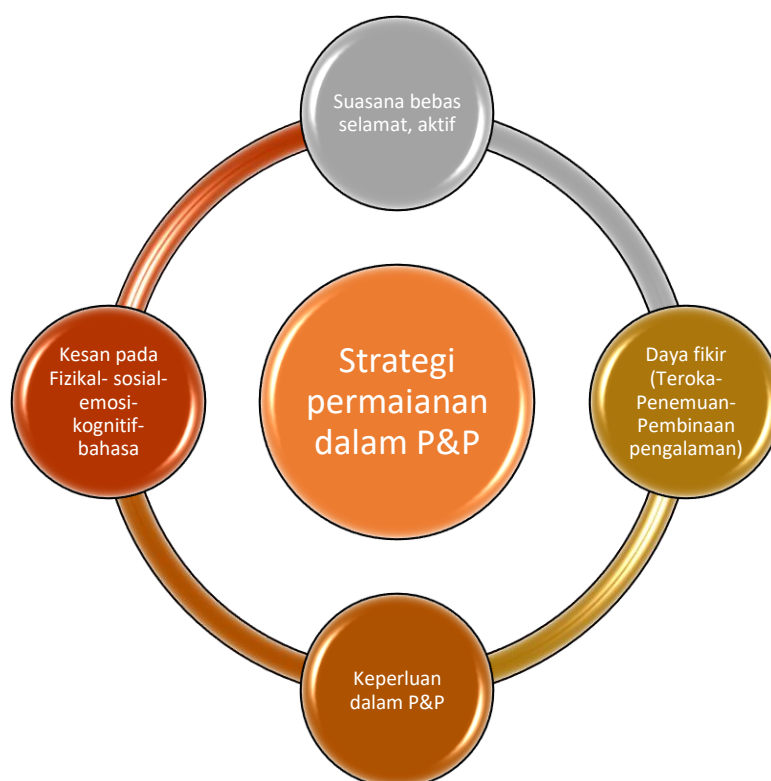 Suasana bebas
selamat, aktif
Kesan pada
Fizikal- sosial-
emosi-
kognitif-
bahasa
Strategi
permaianan
dalam P&P
Daya fikir
(Teroka-
Penemuan-
Pembinaan
pengalaman)
Keperluan
dalam P&P